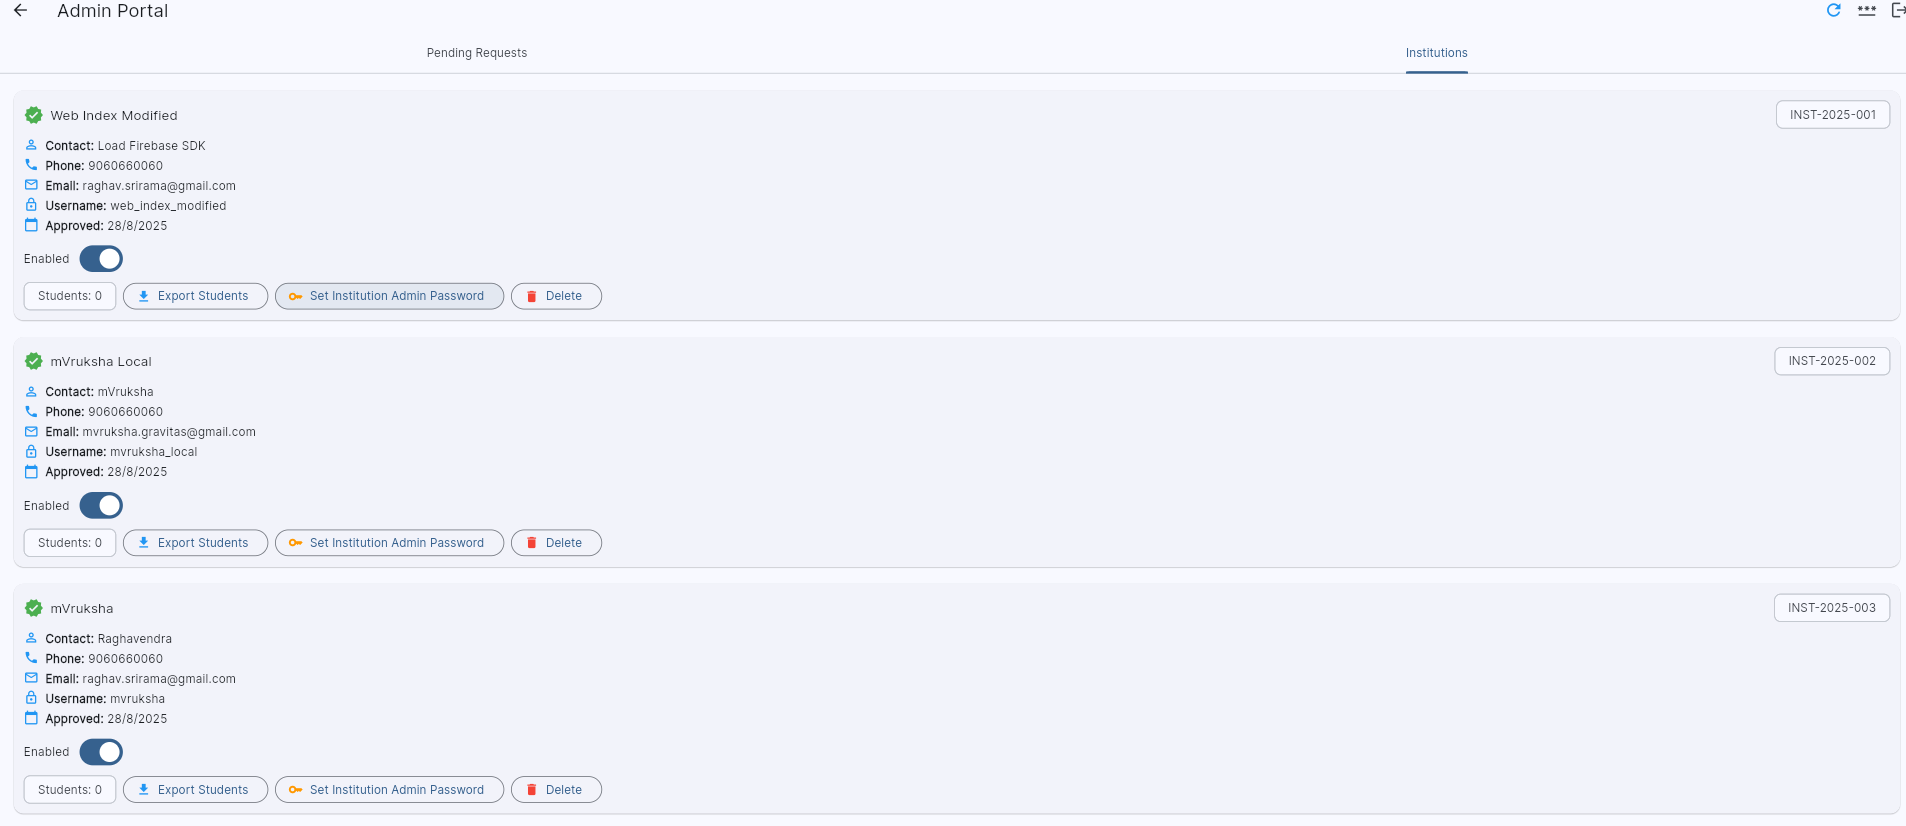 Admin Portal
Pending Requests
Institutions
Web Index Modified
INST-2025-001
Contact: Load Firebase SDK
Phone: 9060660060
Email: raghav.srirama@gmail.com
Username: web_index_modified
Approved: 28/8/2025
Enabled
Students: 0 Export Students Set Institution Admin Password Delete
mVruksha Local
INST-2025-002
Contact: mVruksha
Phone: 9060660060
Email: mvruksha.gravitas@gmail.com
Username: mvruksha_local
Approved: 28/8/2025
Enabled
Students: 0 Export Students Set Institution Admin Password Delete
mVruksha
INST-2025-003
Contact: Raghavendra
Phone: 9060660060
Email: raghav.srirama@gmail.com
Username: mvruksha
Approved: 28/8/2025
Enabled
Students: 0 Export Students Set Institution Admin Password Delete